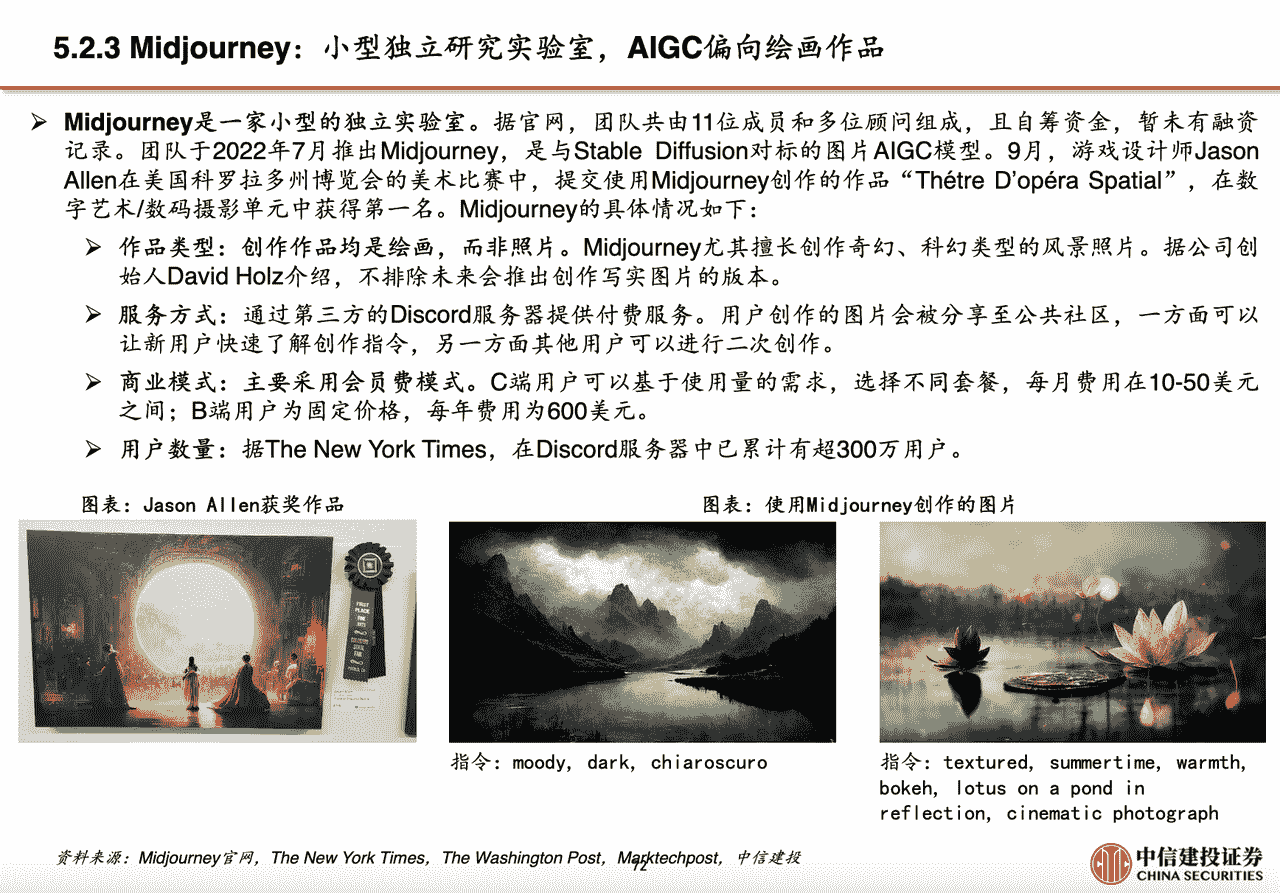 5.2.3 Midjourney：小型独立研究实验室，AIGC偏向绘画作品
➢ Midjourney是一家小型的独立实验室。据官网，团队共由11位成员和多位顾问组成，且自筹资金，暂未有融资
记录。团队于2022年7月推出Midjourney，是与Stable Diffusion对标的图片AIGC模型。9月，游戏设计师Jason
Allen在美国科罗拉多州博览会的美术比赛中，提交使用Midjourney创作的作品“Thétre D’opéra Spatial”，在数
字艺术/数码摄影单元中获得第一名。Midjourney的具体情况如下：
➢ 作品类型：创作作品均是绘画，而非照片。Midjourney尤其擅长创作奇幻、科幻类型的风景照片。据公司创
始人David Holz介绍，不排除未来会推出创作写实图片的版本。
➢ 服务方式：通过第三方的Discord服务器提供付费服务。用户创作的图片会被分享至公共社区，一方面可以
让新用户快速了解创作指令，另一方面其他用户可以进行二次创作。
➢ 商业模式：主要采用会员费模式。C端用户可以基于使用量的需求，选择不同套餐，每月费用在10-50美元
之间；B端用户为固定价格，每年费用为600美元。
➢ 用户数量：据The New York Times，在Discord服务器中已累计有超300万用户。
图表：Jason Allen获奖作品
图表：使用Midjourney创作的图片
FIRST
PLACE
FINE
ARTS
STATE
FAIR
指令：moody, dark, chiaroscuro
指令：textured, summertime, warmth,
bokeh, lotus on a pond in
reflection, cinematic photograph
资料来源：Midjourney官网，The New York Times，The Washington Post，Marktechpost，中信建投
72
中信建投证券
CHINA SECURITIES